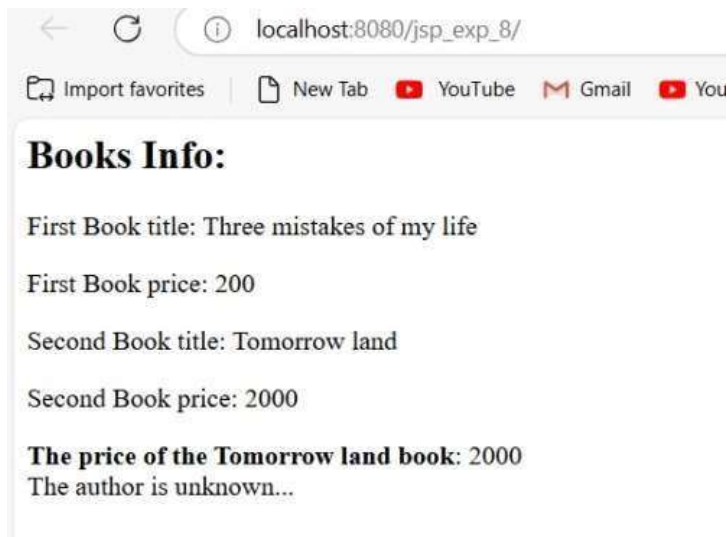 localhost:8080/jsp_exp_8/
Import favorites New Tab YouTube Gmail You
Books Info:
First Book title: Three mistakes of my life
First Book price: 200
Second Book title: Tomorrow land
Second Book price: 2000
The price of the Tomorrow land book: 2000
The author is unknown...